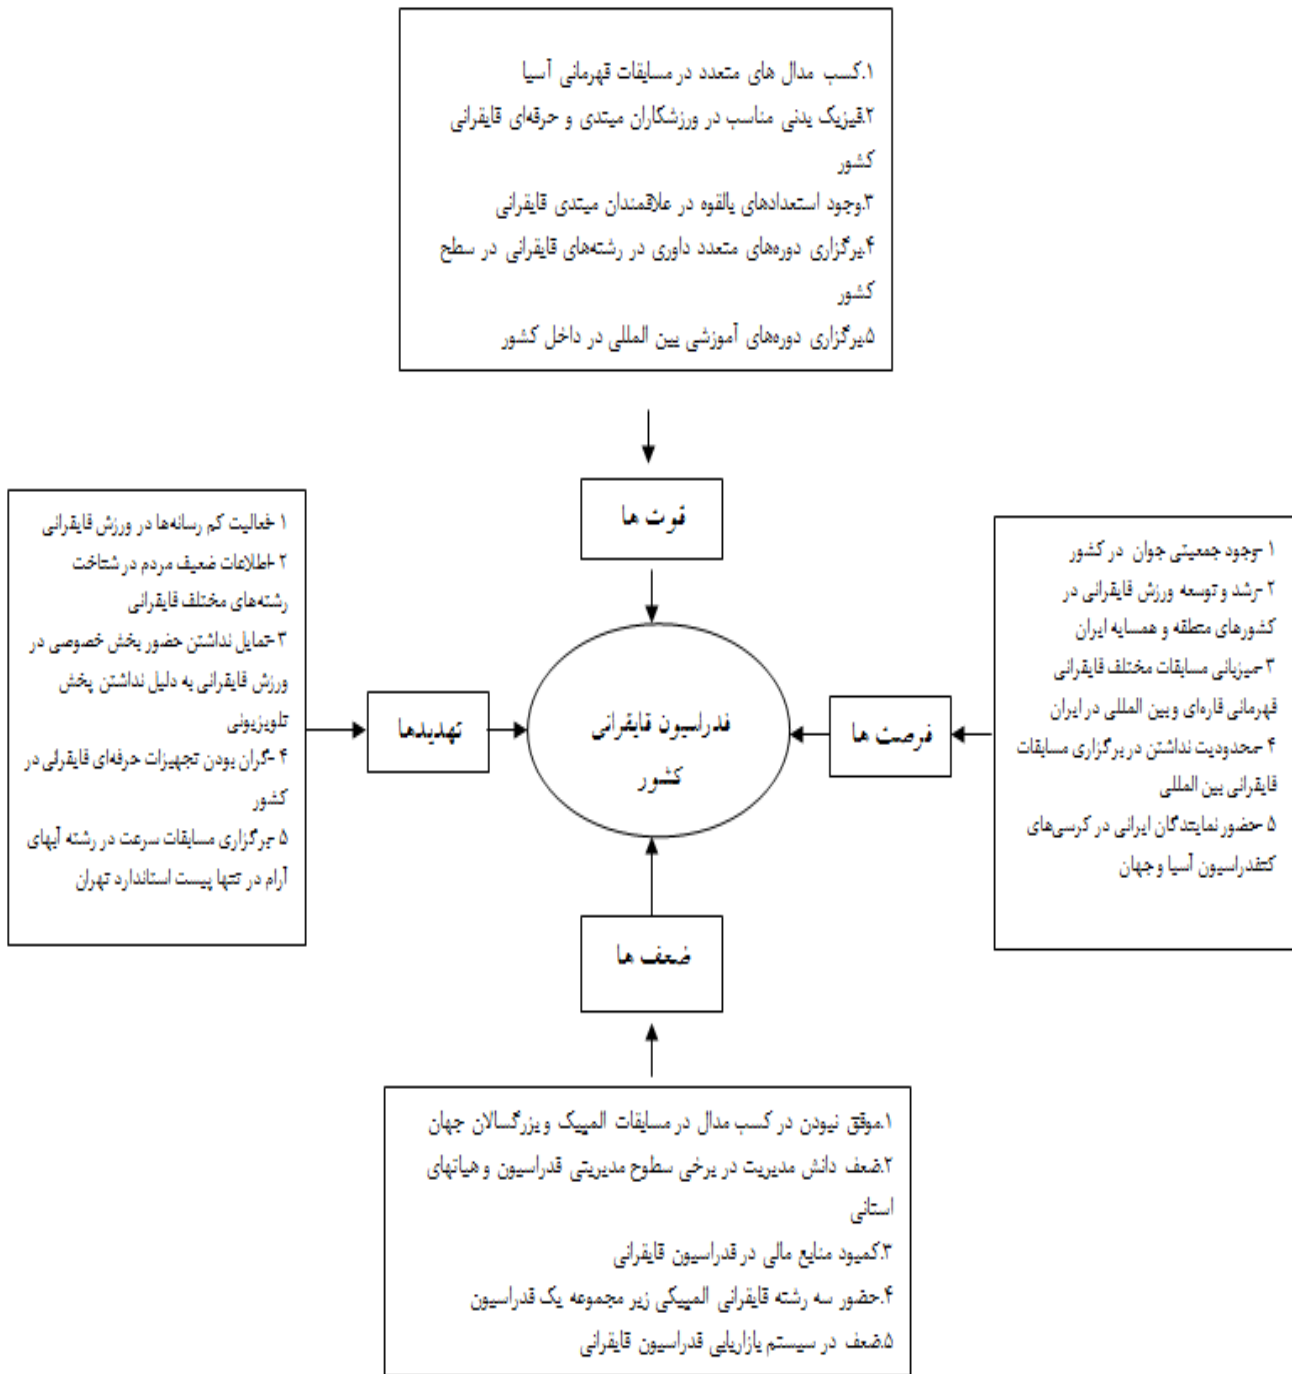 ۱.کسب مدال های متعدد در مسابقات قهرمانی آسیا
۲.فیزیک بدنی مناسب در ورزشکاران مبتدی و حرفه‌ای قایقرانی
کشور
۳.وجود استعدادهای بالقوه در علاقمندان مبتدی قایقرانی
۴.برگزاری دوره‌های متعدد داوری در رشته‌های قایقرانی در سطح
کشور
۵.برگزاری دوره‌های آموزشی بین المللی در داخل کشور
قوت ها
۱-وجود جمعیتی جوان در کشور
۲-رشد و توسعه ورزش قایقرانی در
کشورهای منطقه و همسایه ایران
۳-میزبانی مسابقات مختلف قایقرانی
قهرمانی قاره‌ای و بین المللی در ایران
۴-محدودیت نداشتن در برگزاری مسابقات
قایقرانی بین المللی
۵-حضور نمایندگان ایرانی در کرسی‌های
کنفدراسیون آسیا و جهان
فرصت ها
فدراسیون قایقرانی
کشور
تهدیدها
۱-فعالیت کم رسانه‌ها در ورزش قایقرانی
۲-اطلاعات ضعیف مردم در شناخت
رشته‌های مختلف قایقرانی
۳-تمایل نداشتن حضور بخش خصوصی در
ورزش قایقرانی به دلیل نداشتن پخش
تلویزیونی
۴-گران بودن تجهیزات حرفه‌ای قایقرانی در
کشور
۵-برگزاری مسابقات سرعت در رشته آبهای
آرام در تنها پیست استاندارد تهران
ضعف ها
۱.موفق نبودن در کسب مدال در مسابقات المپیک و بزرگسالان جهان
۲.ضعف دانش مدیریت در برخی سطوح مدیریتی فدراسیون و هیاتهای
استانی
۳.کمبود منابع مالی در فدراسیون قایقرانی
۴.حضور سه رشته قایقرانی المپیکی زیر مجموعه یک فدراسیون
۵.ضعف در سیستم بازاریابی فدراسیون قایقرانی